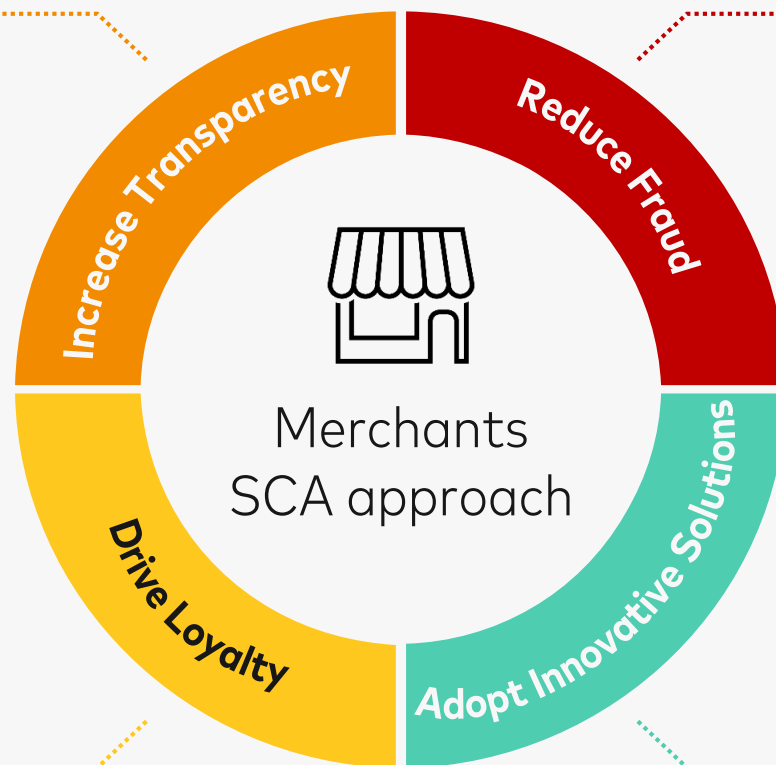 Increase Transparency
Reduce Fraud
Merchants
SCA approach
Drive Loyalty
Adopt Innovative Solutions